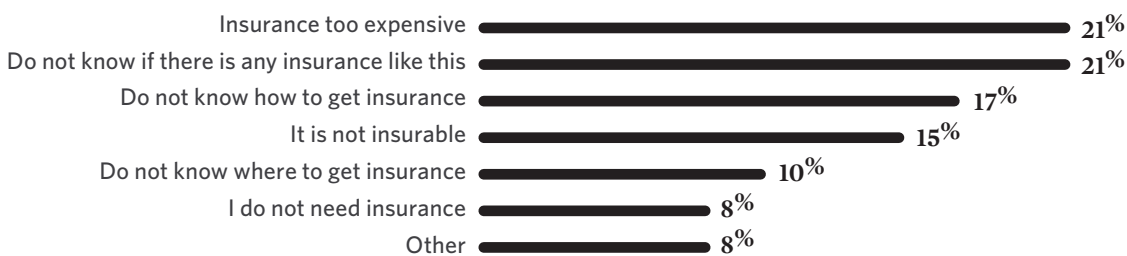 Insurance too expensive 21%
Do not know if there is any insurance like this 21%
Do not know how to get insurance 17%
It is not insurable 15%
Do not know where to get insurance 10%
I do not need insurance 8%
Other 8%